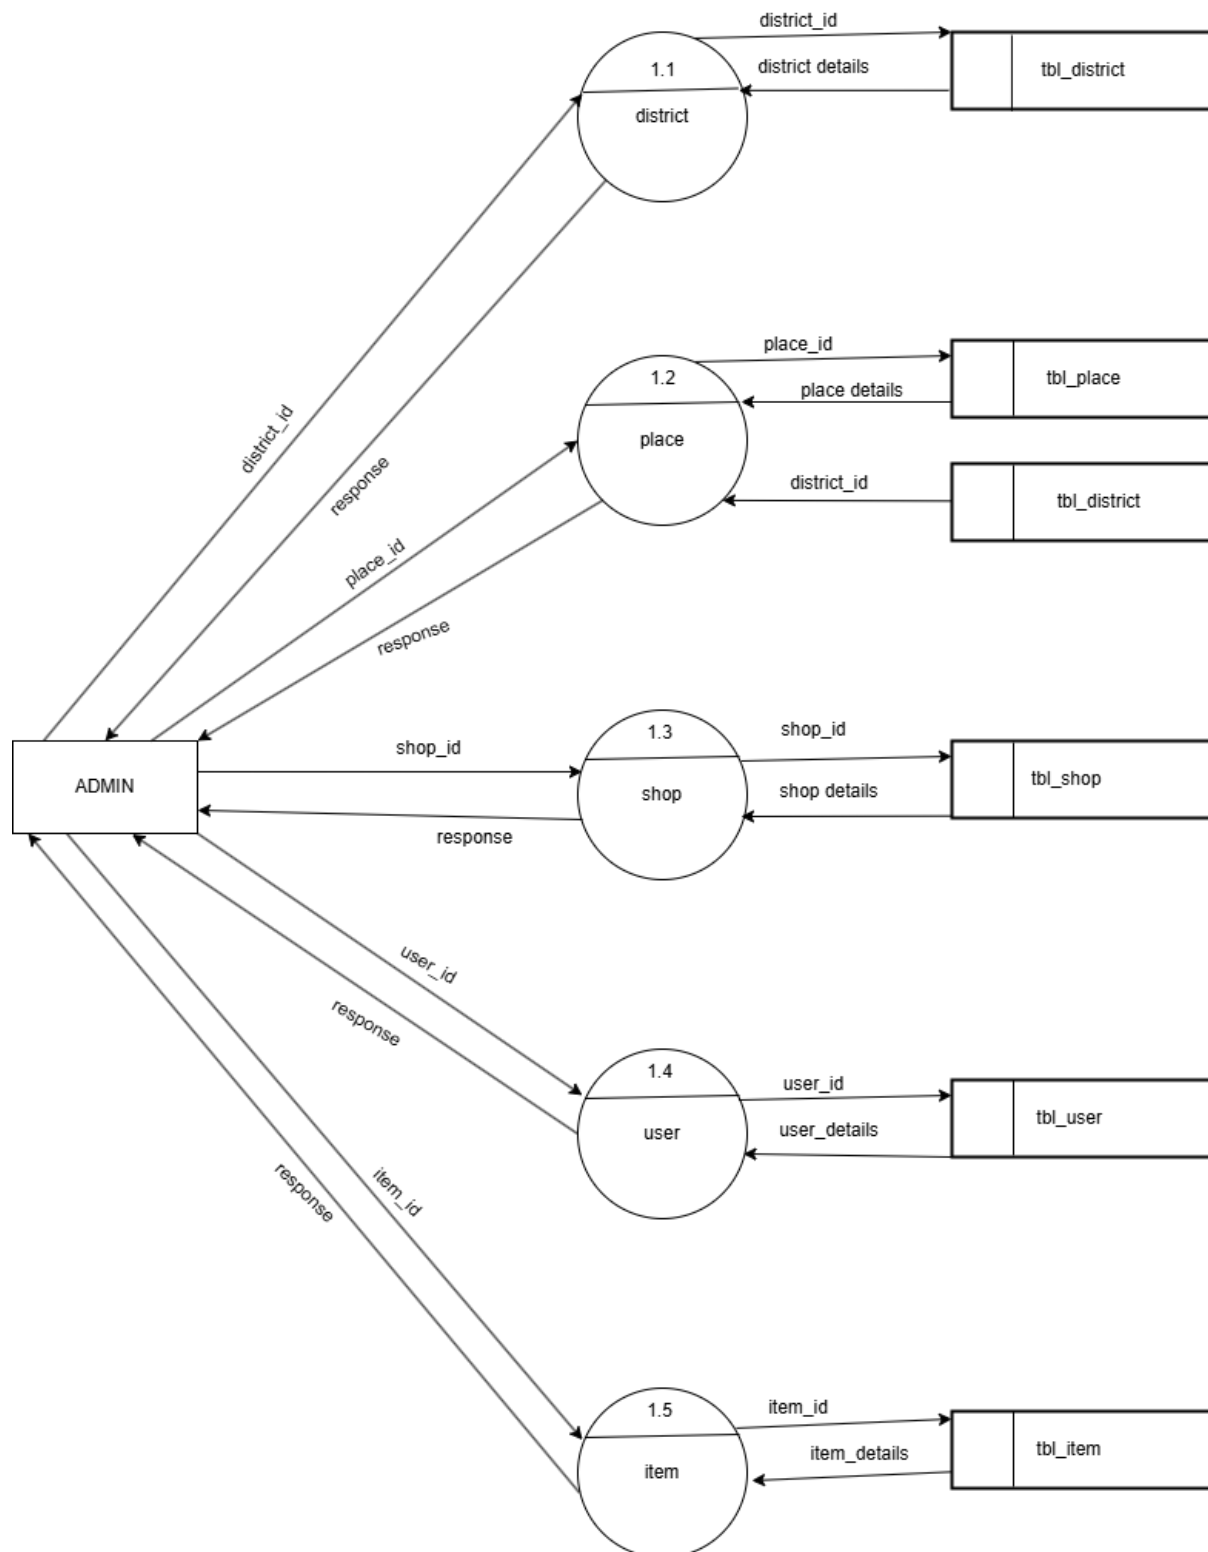 district_id
1.1
district details
tbl_district
district
place_id
1.2
place details
tbl_place
place
district_id
district_id
tbl_district
response
place_id
response
shop_id
1.3
shop_id
tbl_shop
ADMIN
shop
shop details
response
user_id
response
1.4
user_id
tbl_user
user
user_details
item_id
response
1.5
item_id
tbl_item
item
item_details